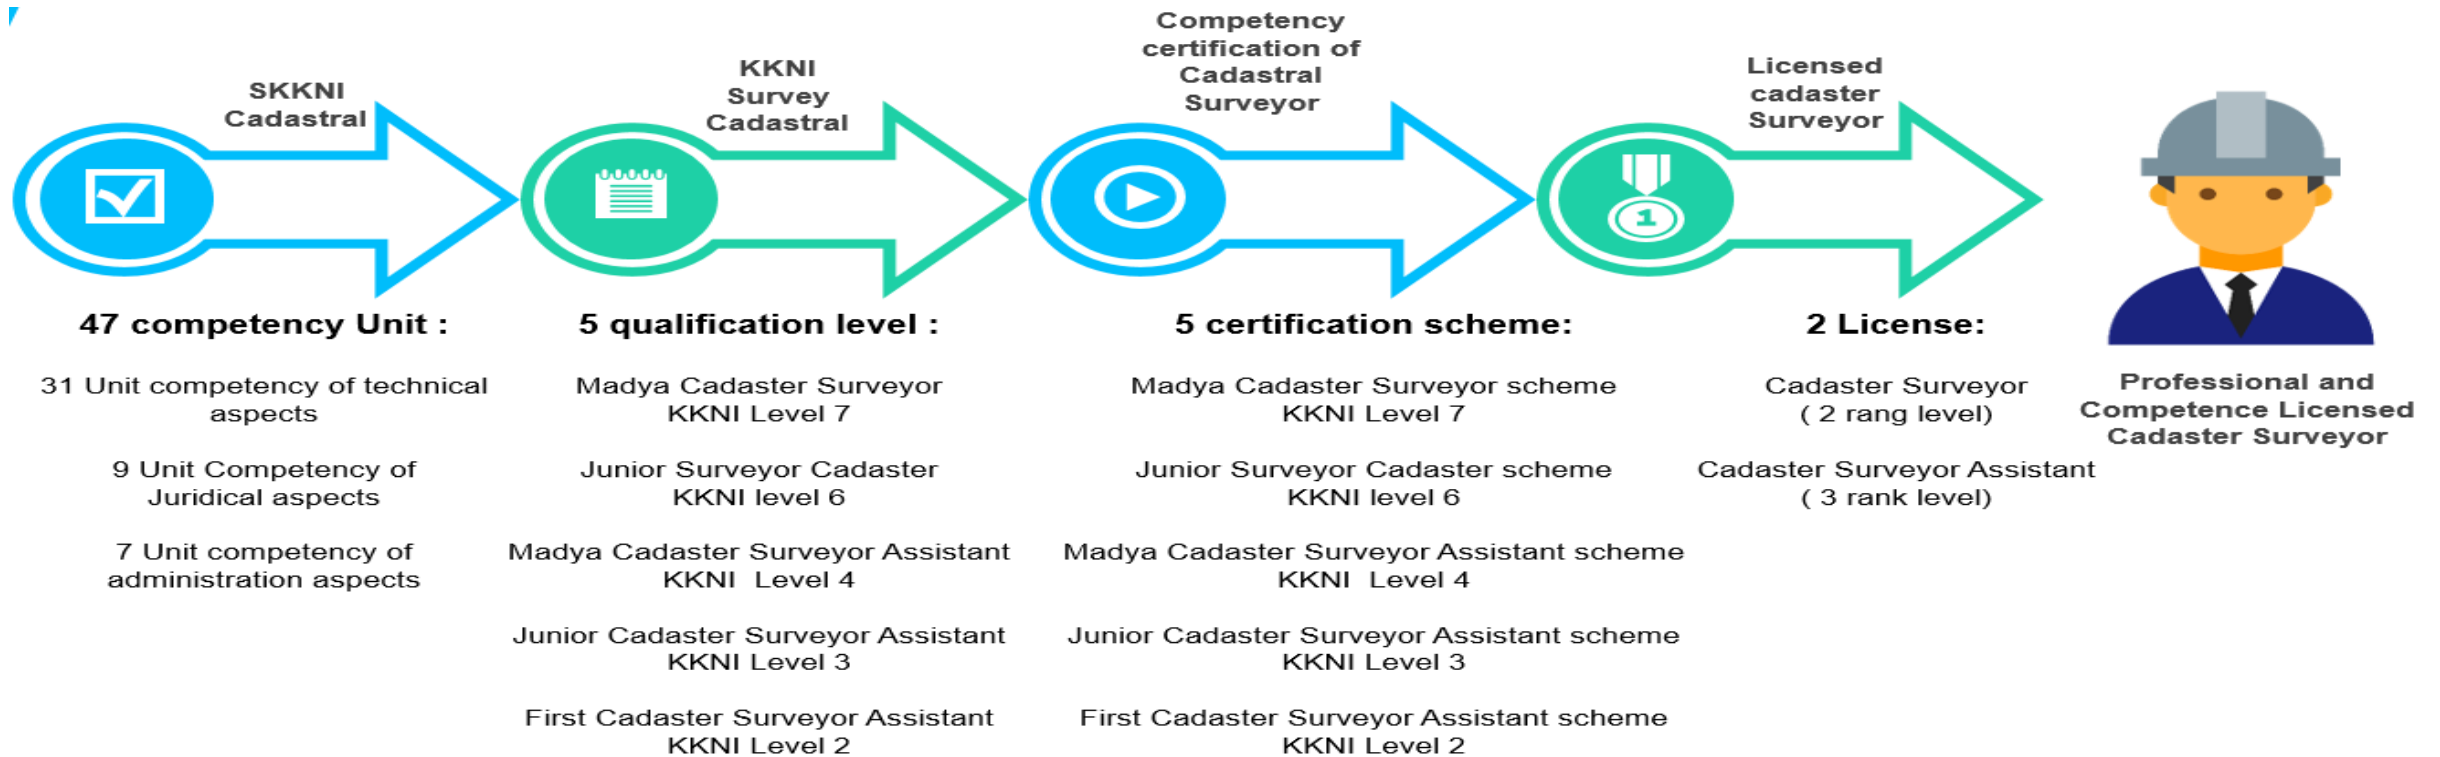 SKKNI
Cadastral
KKNI
Survey
Cadastral
Competency
certification of
Cadastral
Surveyor
Licensed
cadaster
Surveyor
1
47 competency Unit :
31 Unit competency of technical
aspects
9 Unit Competency of
Juridical aspects
7 Unit competency of
administration aspects
5 qualification level :
Madya Cadaster Surveyor
KKNI Level 7
Junior Surveyor Cadaster
KKNI level 6
Madya Cadaster Surveyor Assistant
KKNI  Level 4
Junior Cadaster Surveyor Assistant
KKNI Level 3
First Cadaster Surveyor Assistant
KKNI Level 2
5 certification scheme:
Madya Cadaster Surveyor scheme
KKNI Level 7
Junior Surveyor Cadaster scheme
KKNI level 6
Madya Cadaster Surveyor Assistant scheme
KKNI  Level 4
Junior Cadaster Surveyor Assistant scheme
KKNI Level 3
First Cadaster Surveyor Assistant scheme
KKNI Level 2
2 License:
Cadaster Surveyor
( 2 rang level)
Cadaster Surveyor Assistant
( 3 rank level)
Professional and
Competence Licensed
Cadaster Surveyor